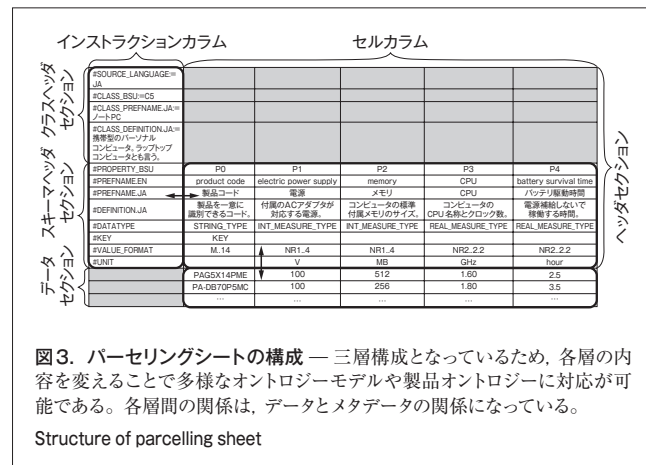 インストラクションカラム セルカラム
クラスヘッダ
セクション
#SOURCE_LANGUAGE:=
JA
#CLASS_BSU:=C5
#CLASS_PREFNAME.JA:=
ノートPC
#CLASS_DEFINITION.JA:=
携帯型のパーソナル
コンピュータ。ラップトップ
コンピュータとも言う。
スキーマヘッダ
セクション
#PROPERTY_BSU P0 P1 P2 P3 P4
#PREFNAME.EN product code electric power supply memory CPU battery survival time
#PREFNAME.JA 製品コード 電源 メモリ CPU バッテリ駆動時間
#DEFINITION.JA 製品を一意に 付属のACアダプタが コンピュータの標準 コンピュータの 電源補給しないで
識別できるコード。 対応する電源。 付属メモリのサイズ。 CPU名称とクロック数。 稼働する時間。
#DATATYPE STRING_TYPE INT_MEASURE_TYPE INT_MEASURE_TYPE REAL_MEASURE_TYPE REAL_MEASURE_TYPE
#KEY KEY
#VALUE_FORMAT M..14 NR1..4 NR1..4 NR2..2.2 NR2..2.2
#UNIT V MB GHz hour
ヘッダセクション
データ
セクション
PAG5X14PME 100 512 1.60 2.5
PA-DB70P5MC 100 256 1.80 3.5
… … … … …
図3. パーセリングシートの構成 — 三層構成となっているため, 各層の内
容を変えることで多様なオントロジーモデルや製品オントロジーに対応が可
能である。各層間の関係は, データとメタデータの関係になっている。
Structure of parcelling sheet